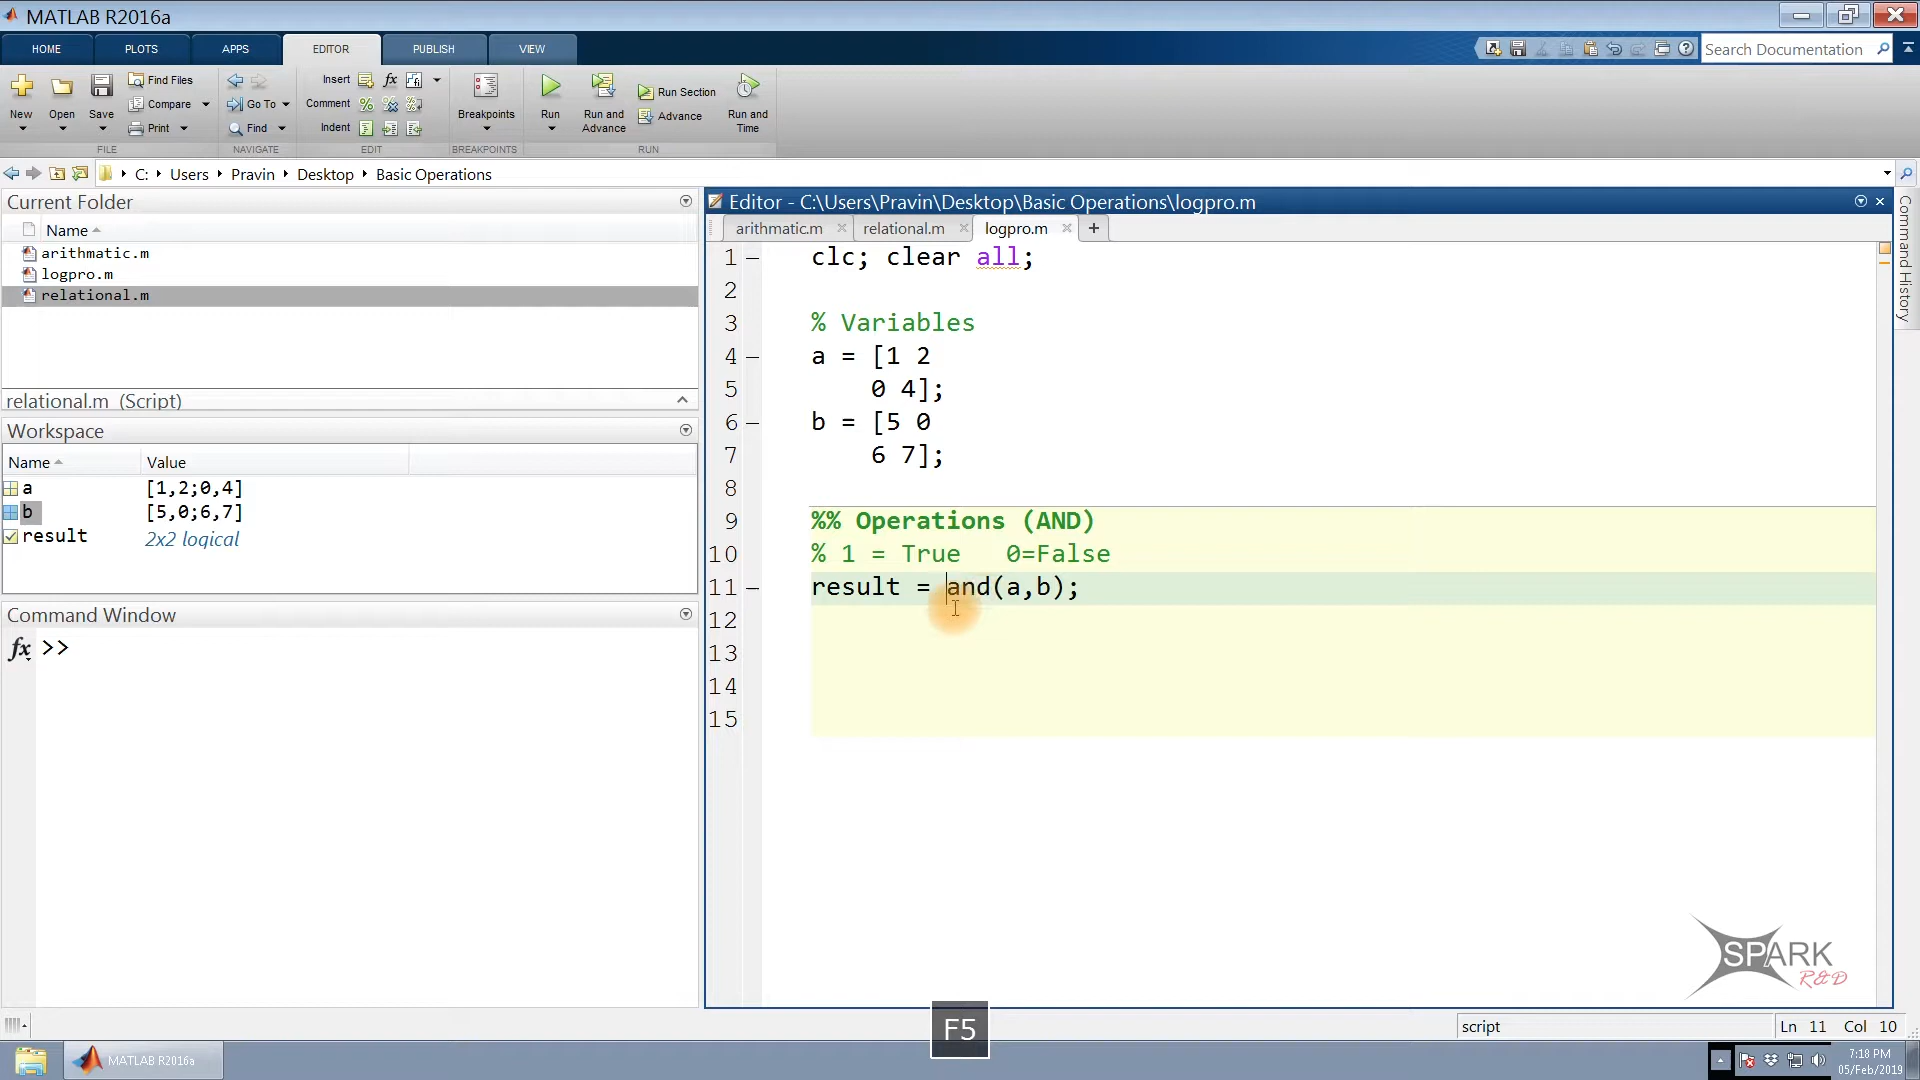 MATLAB R2016a
HOME PLOTS APPS EDITOR PUBLISH VIEW
Search Documentation
New Open Save Find Files Compare Print Go To Find Insert fx Comment Indent Breakpoints Run Run and Advance Run Section Advance Run and Time
FILE NAVIGATE EDIT BREAKPOINTS RUN
C: Users Pravin Desktop Basic Operations
Current Folder
Name
arithmatic.m
logpro.m
relational.m
relational.m (Script)
Workspace
Name Value
a [1,2;0,4]
b [5,0;6,7]
result 2x2 logical
Command Window
fx >>
Editor - C:\Users\Pravin\Desktop\Basic Operations\logpro.m
arithmatic.m relational.m logpro.m +
1 – clc; clear all;
2
3 % Variables
4 – a = [1 2
5 0 4];
6 – b = [5 0
7 6 7];
8
9 %% Operations (AND)
10 % 1 = True 0=False
11 – result = and(a,b);
12
13
14
15
Command History
SPARK
R&D
F5
script Ln 11 Col 10
MATLAB R2016a
7:18 PM
05/Feb/2019